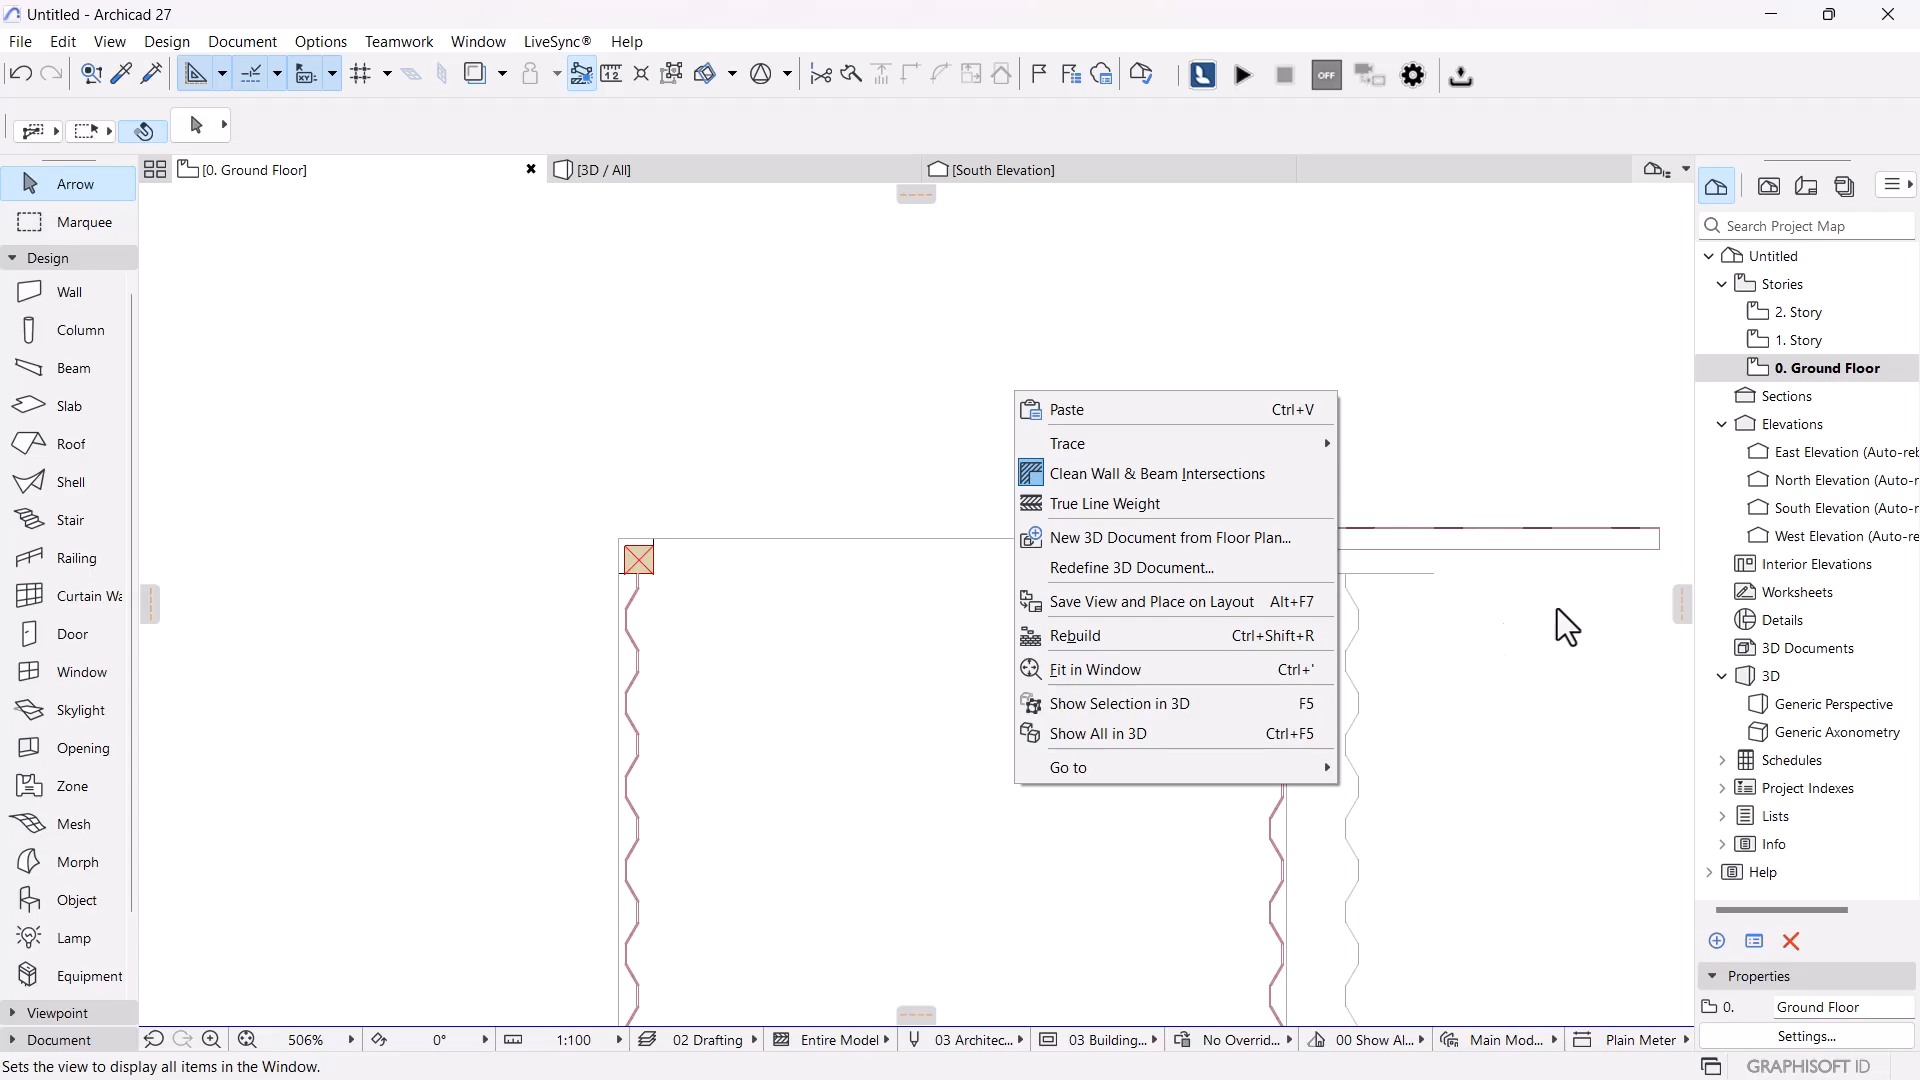 Untitled - Archicad 27
File Edit View Design Document Options Teamwork Window LiveSync® Help
[0. Ground Floor]
[3D / All]
[South Elevation]
Arrow
Marquee
Design
Wall
Column
Beam
Slab
Roof
Shell
Stair
Railing
Curtain Wa
Door
Window
Skylight
Opening
Zone
Mesh
Morph
Object
Lamp
Equipment
Viewpoint
Document
Paste Ctrl+V
Trace
Clean Wall & Beam Intersections
True Line Weight
New 3D Document from Floor Plan...
Redefine 3D Document...
Save View and Place on Layout Alt+F7
Rebuild Ctrl+Shift+R
Fit in Window Ctrl+'
Show Selection in 3D F5
Show All in 3D Ctrl+F5
Go to
OFF
Search Project Map
Untitled
Stories
2. Story
1. Story
0. Ground Floor
Sections
Elevations
East Elevation (Auto-reb
North Elevation (Auto-r
South Elevation (Auto-r
West Elevation (Auto-re
Interior Elevations
Worksheets
Details
3D Documents
3D
Generic Perspective
Generic Axonometry
Schedules
Project Indexes
Lists
Info
Help
Properties
0. Ground Floor
Settings...
506% 0° 1:100 02 Drafting Entire Model 03 Architec... 03 Building... No Overrid... 00 Show Al... Main Mod... Plain Meter
Sets the view to display all items in the Window.
GRAPHISOFT ID